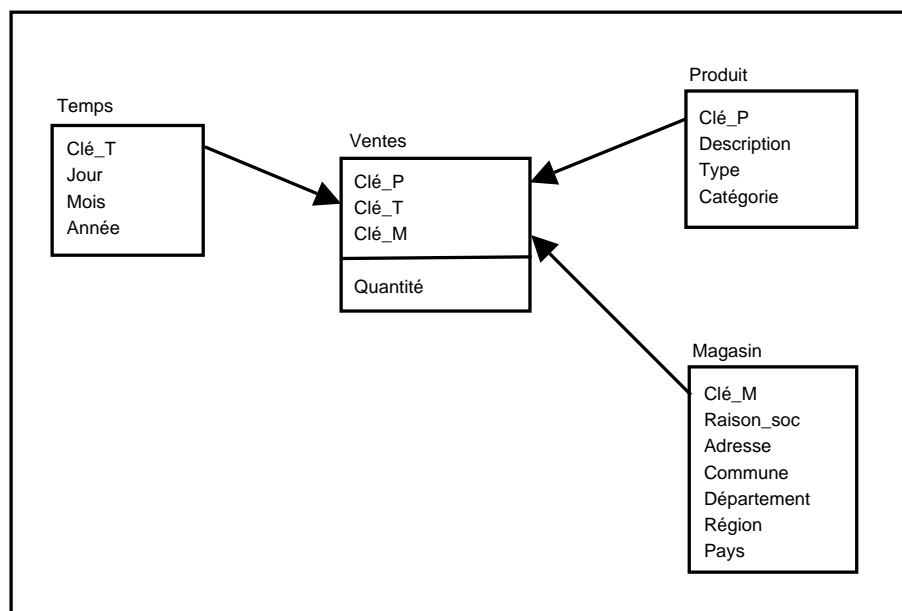 Temps
Clé_T
Jour
Mois
Année
Ventes
Clé_P
Clé_T
Clé_M
Quantité
Produit
Clé_P
Description
Type
Catégorie
Magasin
Clé_M
Raison_soc
Adresse
Commune
Département
Région
Pays